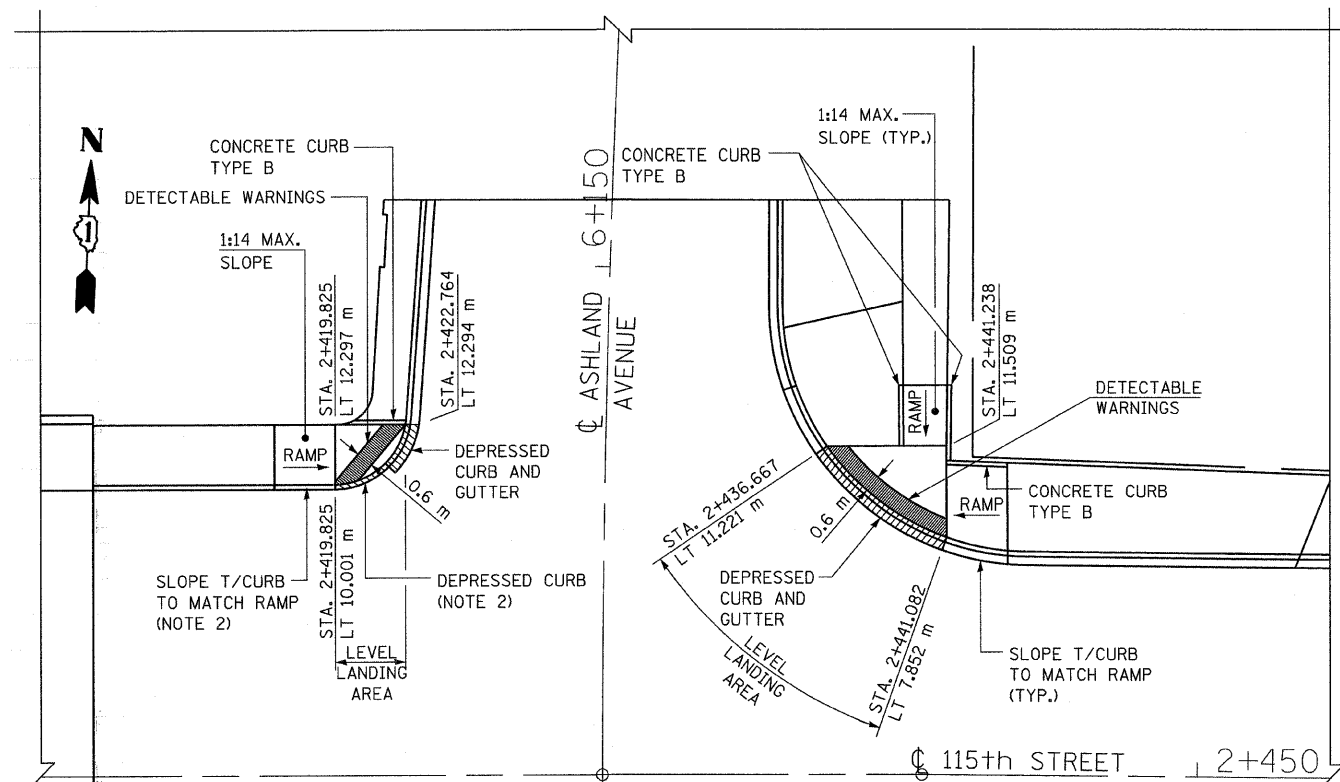 N
1
CONCRETE CURB
TYPE B
DETECTABLE WARNINGS
1:14 MAX.
SLOPE
STA. 2+419.825
LT 12.297 m
STA. 2+422.764
LT 12.294 m
RAMP
0.6 m
DEPRESSED
CURB AND
GUTTER
SLOPE T/CURB
TO MATCH RAMP
(NOTE 2)
STA. 2+419.825
LT 10.001 m
DEPRESSED CURB
(NOTE 2)
LEVEL
LANDING
AREA
℄ ASHLAND
AVENUE
6+150
1:14 MAX.
SLOPE (TYP.)
CONCRETE CURB
TYPE B
STA. 2+441.238
LT 11.509 m
DETECTABLE
WARNINGS
RAMP
RAMP
CONCRETE CURB
TYPE B
STA. 2+436.667
LT 11.221 m
0.6 m
DEPRESSED
CURB AND
GUTTER
LEVEL
LANDING
AREA
STA. 2+441.082
LT 7.852 m
SLOPE T/CURB
TO MATCH RAMP
(TYP.)
℄ 115th STREET
2+450